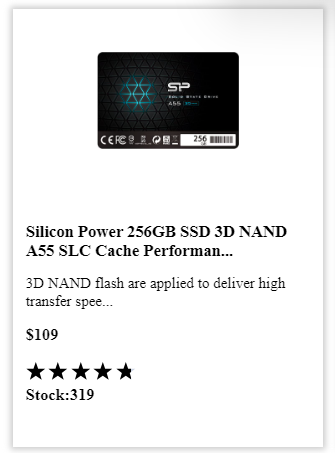 SP
SOLID STATE DRIVE
A55
256GB
Silicon Power 256GB SSD 3D NAND
A55 SLC Cache Performan...
3D NAND flash are applied to deliver high
transfer spee...
$109
Stock:319